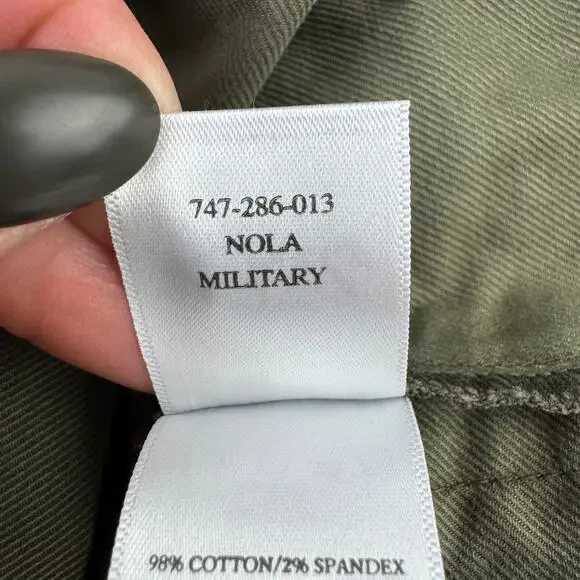 747-286-013
NOLA
MILITARY
98% COTTON/2% SPANDEX